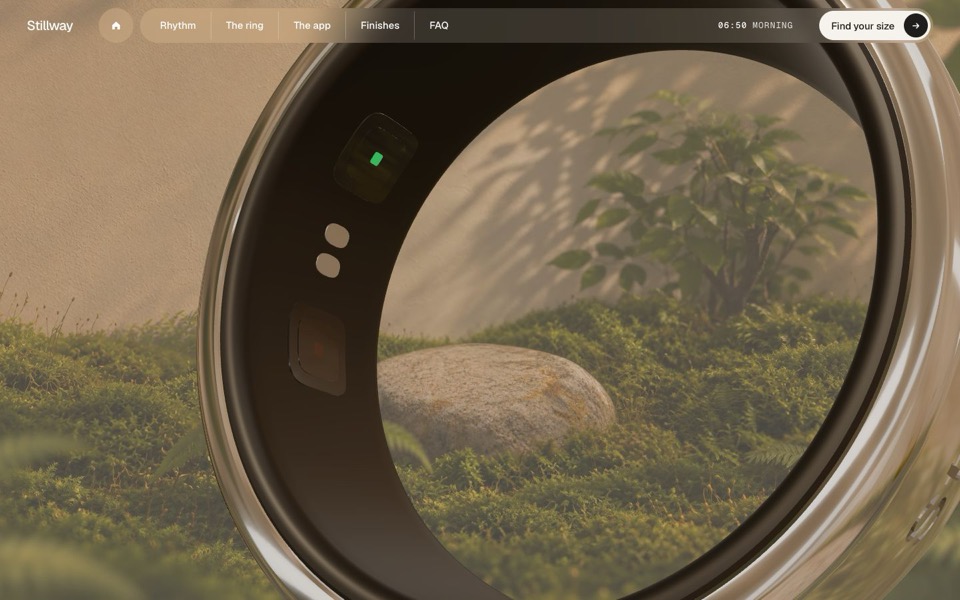 Stillway
Rhythm
The ring
The app
Finishes
FAQ
06:50 MORNING
Find your size